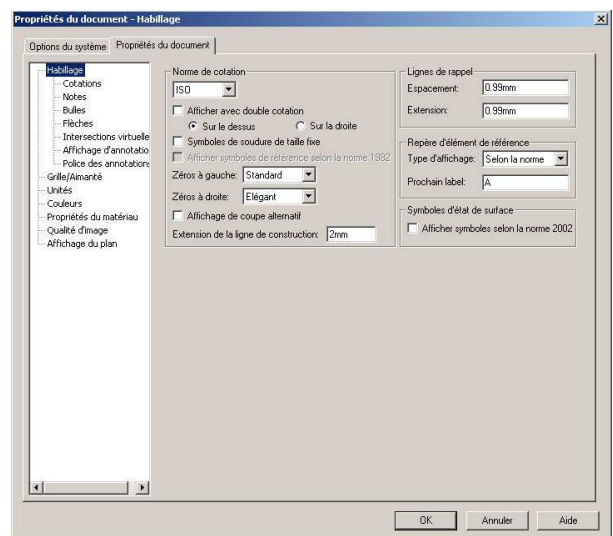 Propriétés du document - Habillage
Options du système
Propriétés du document
Habillage
Cotations
Notes
Bulles
Flèches
Intersections virtuelle
Affichage d'annotatio
Police des annotation
Grille/Aimanté
Unités
Couleurs
Propriétés du matériau
Qualité d'image
Affichage du plan
Norme de cotation
ISO
Afficher avec double cotation
Sur le dessus
Sur la droite
Symboles de soudure de taille fixe
Afficher symboles de référence selon la norme 1982
Zéros à gauche: Standard
Zéros à droite: Elégant
Affichage de coupe alternatif
Extension de la ligne de construction: 2mm
Lignes de rappel
Espacement: 0.99mm
Extension: 0.99mm
Repère d'élément de référence
Type d'affichage: Selon la norme
Prochain label: A
Symboles d'état de surface
Afficher symboles selon la norme 2002
OK
Annuler
Aide